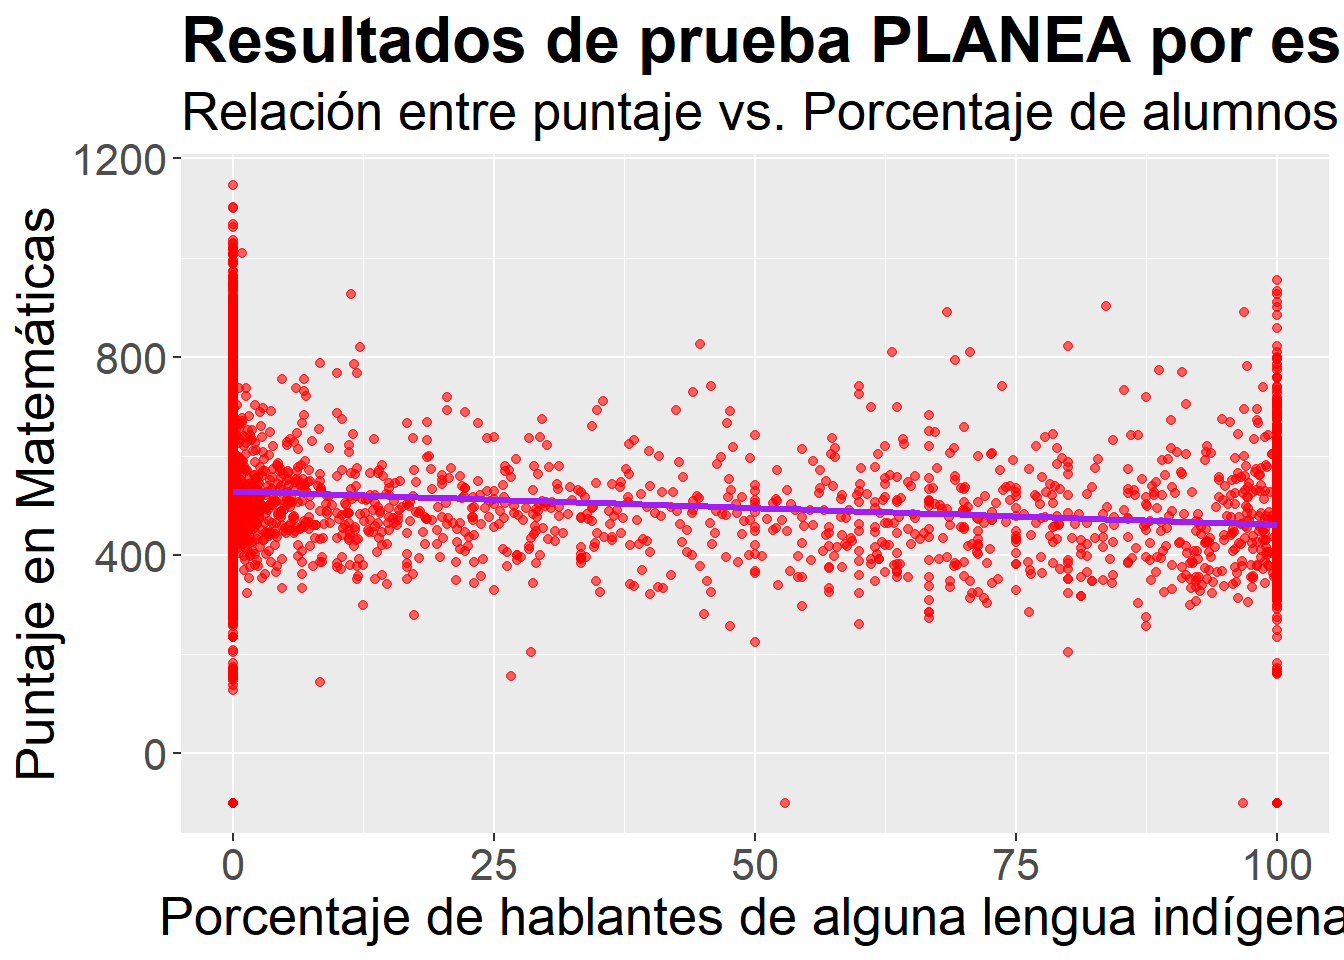 Resultados de prueba PLANEA por es
Relación entre puntaje vs. Porcentaje de alumnos
1200
800
400
0
Puntaje en Matemáticas
0 25 50 75 100
Porcentaje de hablantes de alguna lengua indígena